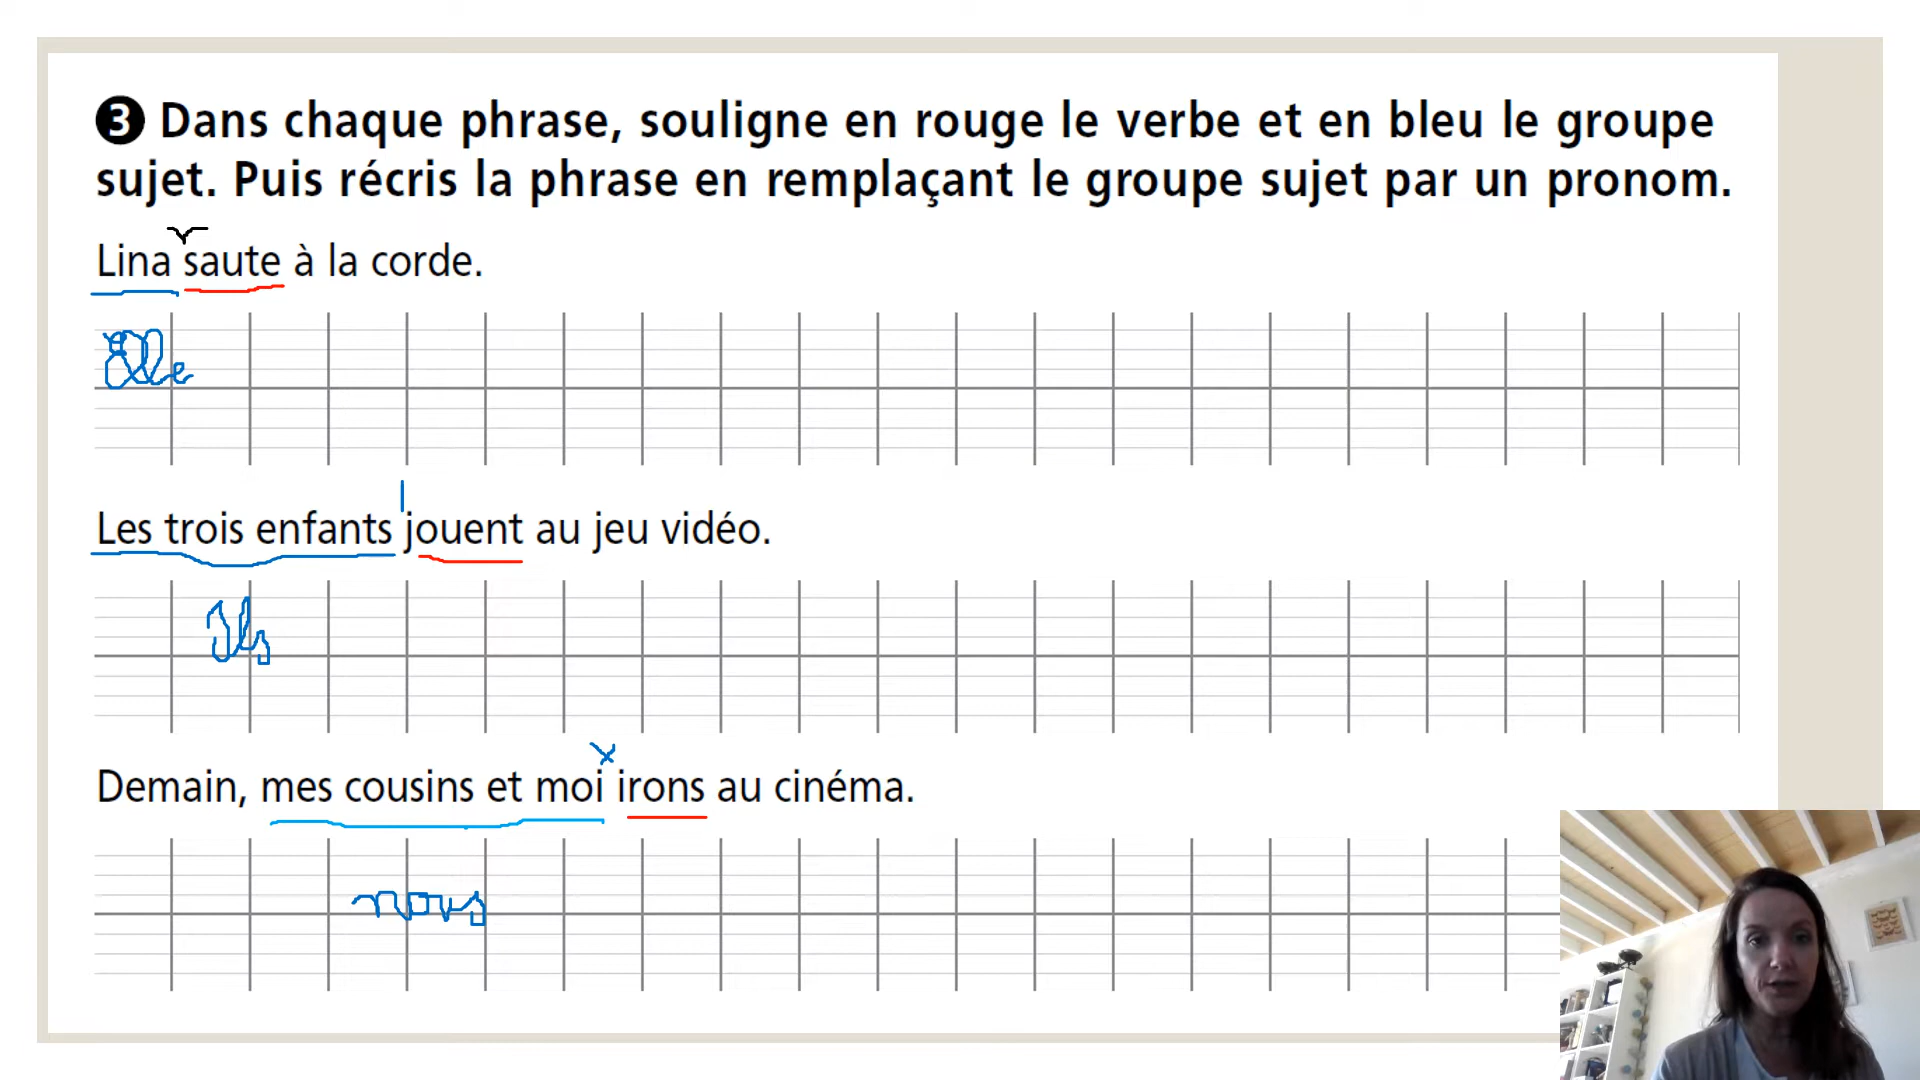 3 Dans chaque phrase, souligne en rouge le verbe et en bleu le groupe
sujet. Puis récris la phrase en remplaçant le groupe sujet par un pronom.
Lina saute à la corde.
Elle
Les trois enfants jouent au jeu vidéo.
Ils
Demain, mes cousins et moi irons au cinéma.
nous